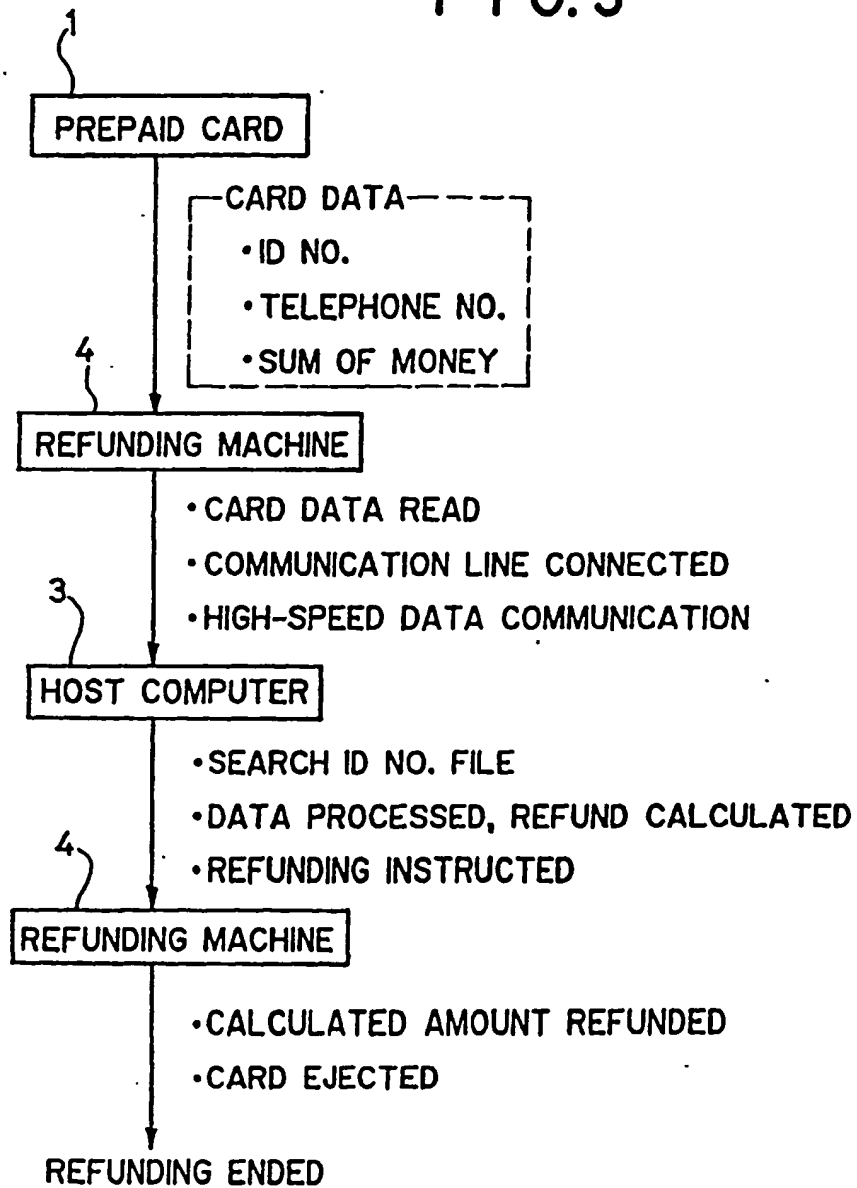 1
PREPAID CARD
CARD DATA
•ID NO.
•TELEPHONE NO.
•SUM OF MONEY
4
REFUNDING MACHINE
•CARD DATA READ
•COMMUNICATION LINE CONNECTED
•HIGH-SPEED DATA COMMUNICATION
3
HOST COMPUTER
•SEARCH ID NO. FILE
•DATA PROCESSED, REFUND CALCULATED
•REFUNDING INSTRUCTED
4
REFUNDING MACHINE
•CALCULATED AMOUNT REFUNDED
•CARD EJECTED
REFUNDING ENDED